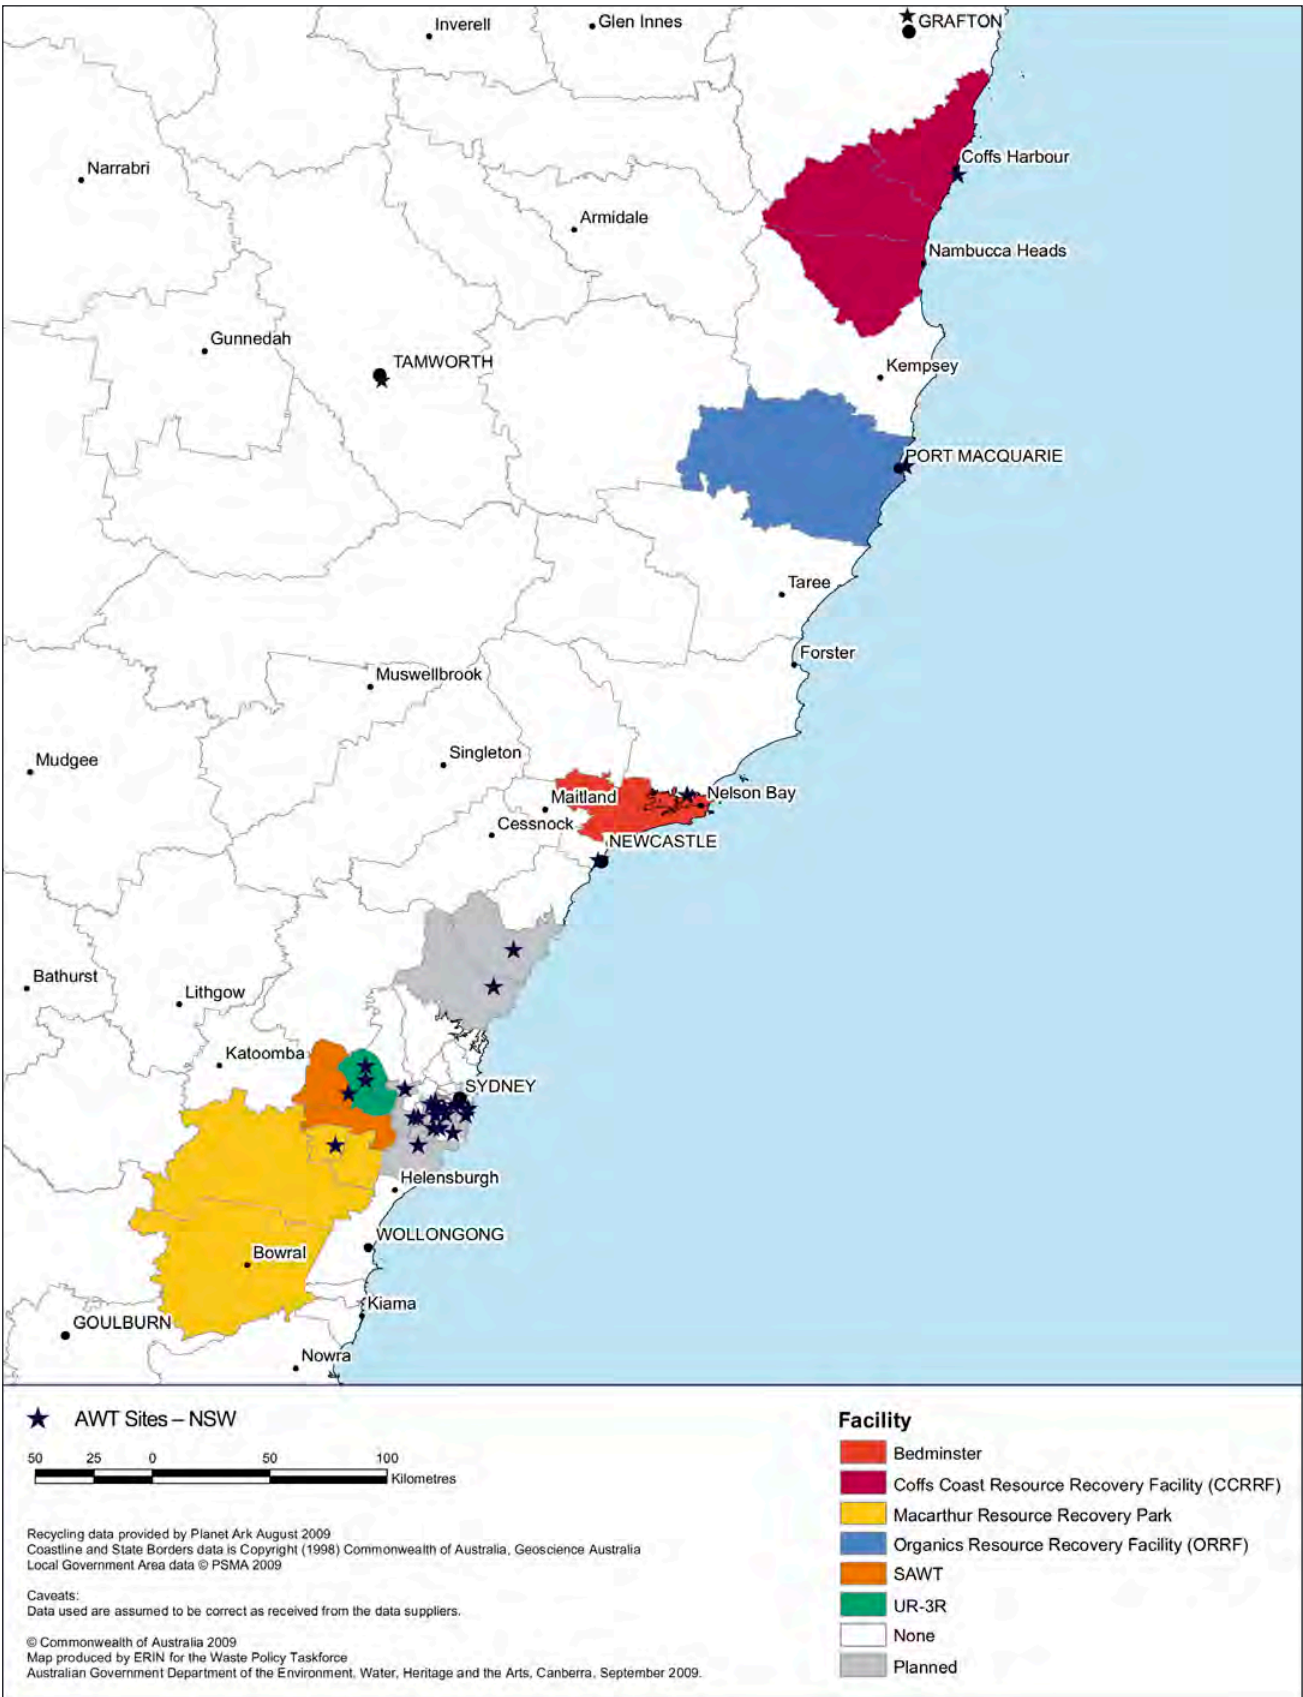 Inverell
Glen Innes
GRAFTON
Coffs Harbour
Narrabri
Armidale
Nambucca Heads
Gunnedah
TAMWORTH
Kempsey
PORT MACQUARIE
Taree
Forster
Muswellbrook
Singleton
Mudgee
Maitland
Nelson Bay
Cessnock
NEWCASTLE
Bathurst
Lithgow
Katoomba
SYDNEY
Helensburgh
WOLLONGONG
Bowral
Kiama
GOULBURN
Nowra
AWT Sites – NSW
50 25 0 50 100
Kilometres
Recycling data provided by Planet Ark August 2009
Coastline and State Borders data is Copyright (1998) Commonwealth of Australia, Geoscience Australia
Local Government Area data © PSMA 2009
Caveats:
Data used are assumed to be correct as received from the data suppliers.
© Commonwealth of Australia 2009
Map produced by ERIN for the Waste Policy Taskforce
Australian Government Department of the Environment, Water, Heritage and the Arts, Canberra, September 2009.
Facility
Bedminster
Coffs Coast Resource Recovery Facility (CCRRF)
Macarthur Resource Recovery Park
Organics Resource Recovery Facility (ORRF)
SAWT
UR-3R
None
Planned